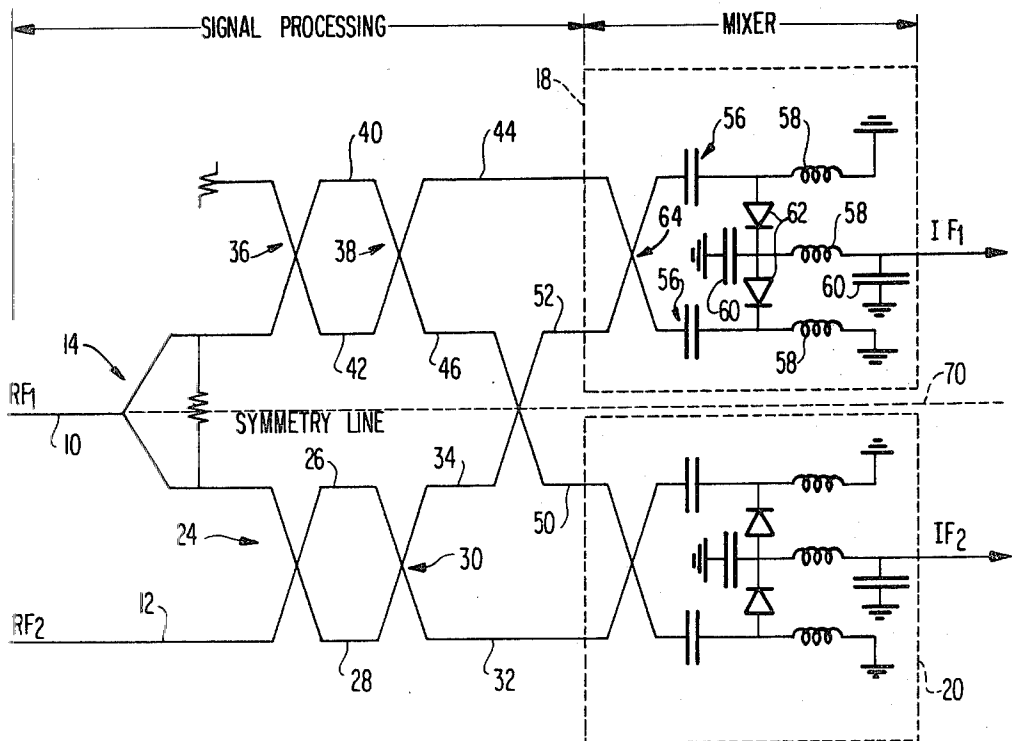 SIGNAL PROCESSING MIXER
18
56 58
40 44
62
58
36 38 64 IF1
52 56 60 60
14 42 46 58
RF1 70
10 SYMMETRY LINE
26 34
50
24 30 IF2
12
RF2
28 32 20